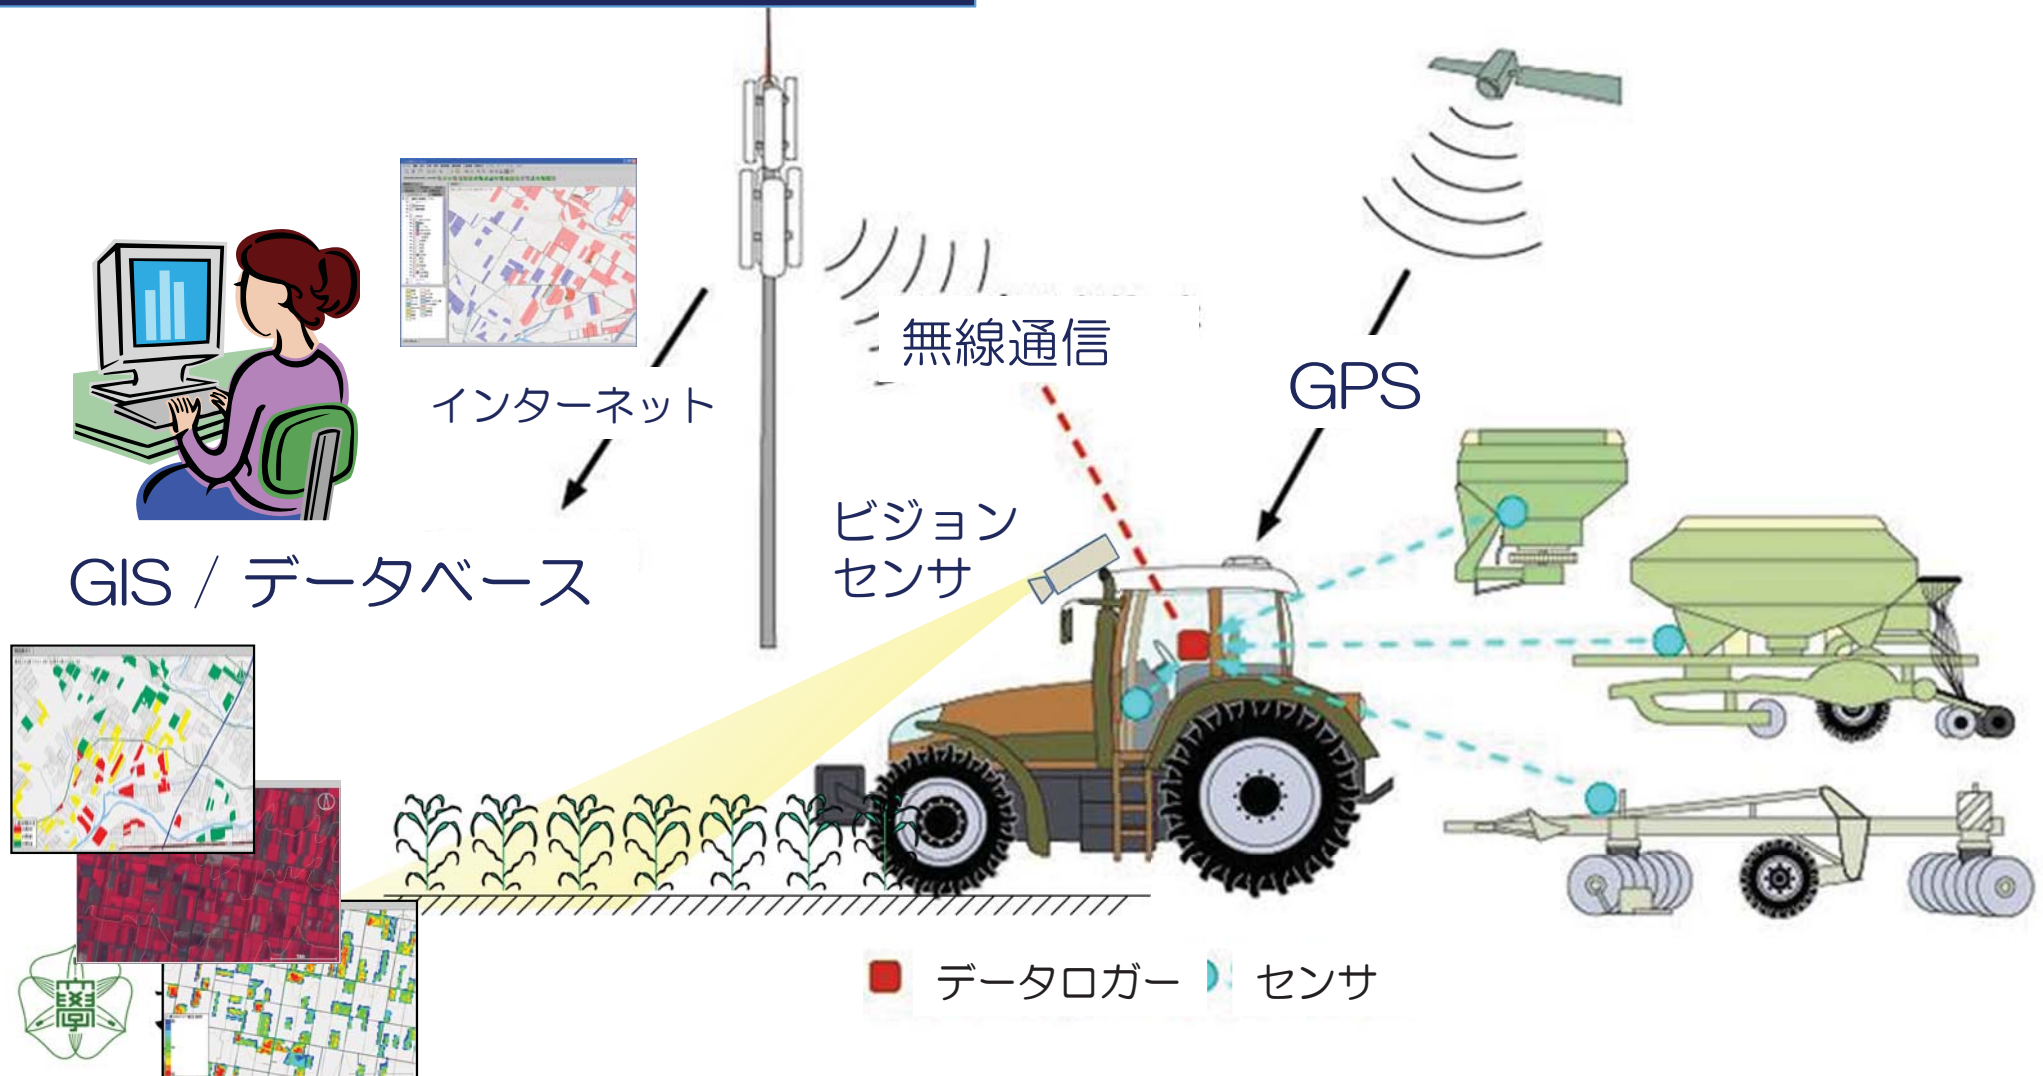 無線通信
GPS
インターネット
ビジョン
センサ
GIS / データベース
データロガー
センサ